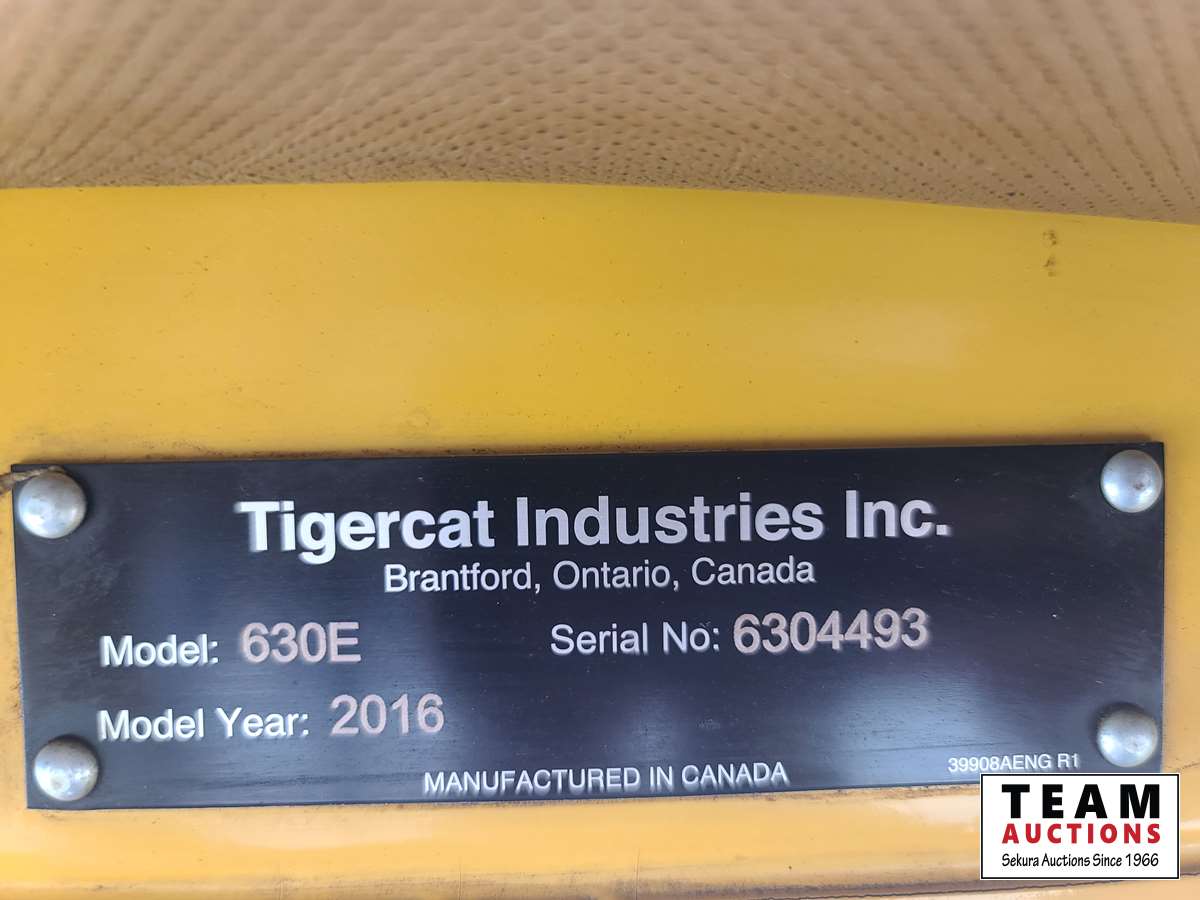 Tigercat Industries Inc.
Brantford, Ontario, Canada
Model: 630E Serial No: 6304493
Model Year: 2016
MANUFACTURED IN CANADA
39908AENG R1
TEAM
AUCTIONS
Sekura Auctions Since 1966